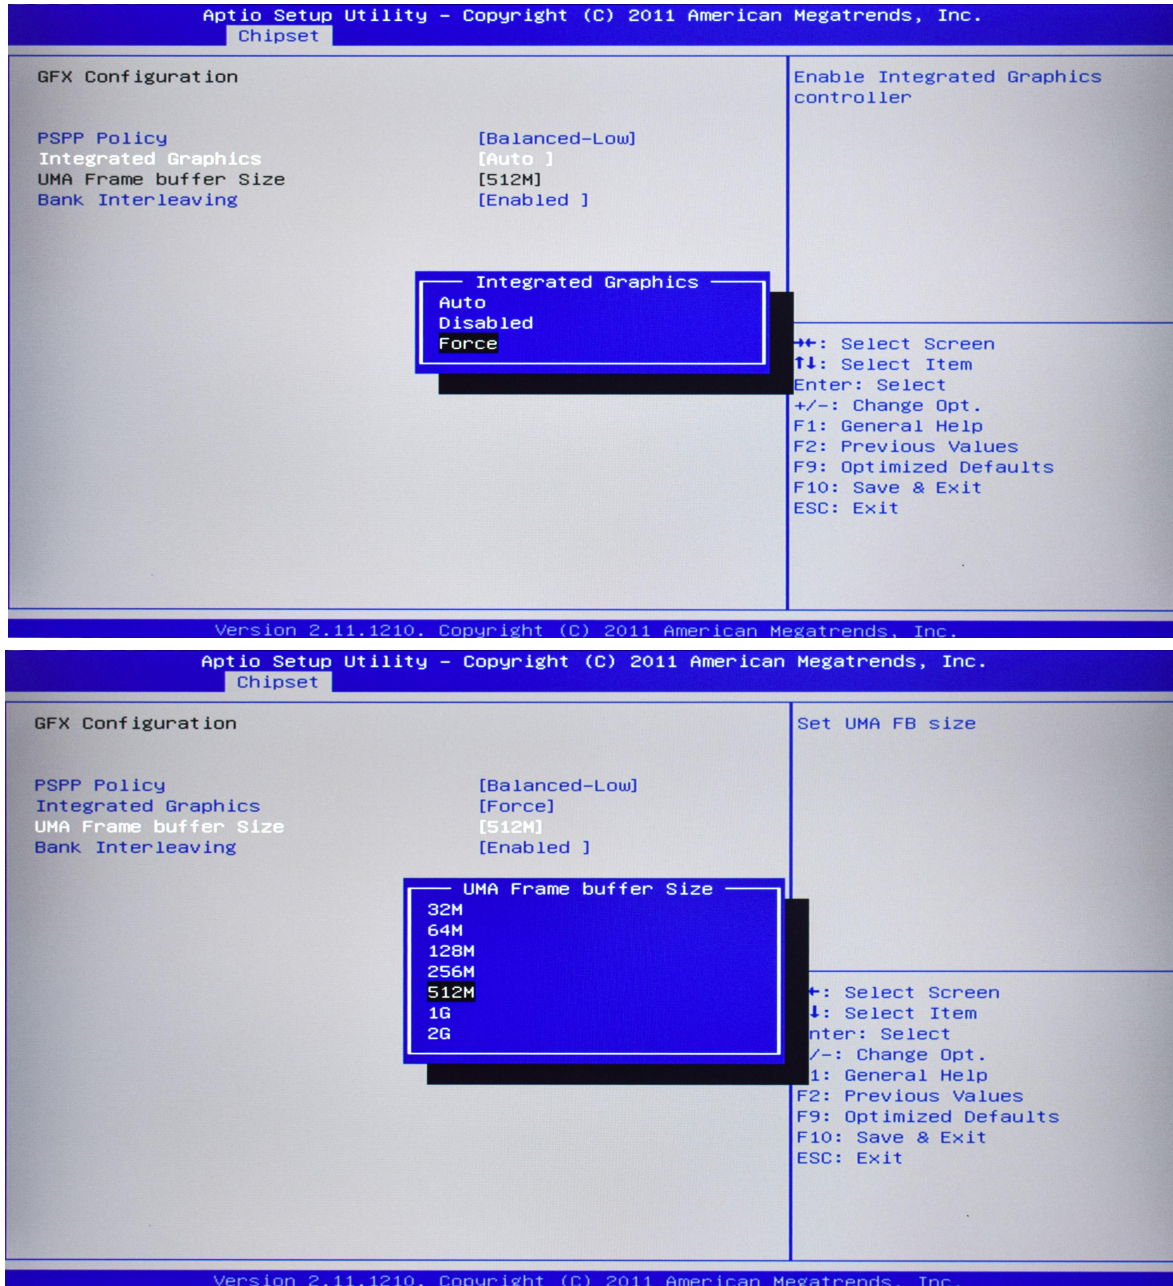 Aptio Setup Utility – Copyright (C) 2011 American Megatrends, Inc.
Chipset
GFX Configuration
Enable Integrated Graphics
controller
PSPP Policy [Balanced-Low]
Integrated Graphics [Auto ]
UMA Frame buffer Size [512M]
Bank Interleaving [Enabled ]
Integrated Graphics
Auto
Disabled
Force
→←: Select Screen
↑↓: Select Item
Enter: Select
+/-: Change Opt.
F1: General Help
F2: Previous Values
F9: Optimized Defaults
F10: Save & Exit
ESC: Exit
Version 2.11.1210. Copyright (C) 2011 American Megatrends, Inc.
Aptio Setup Utility – Copyright (C) 2011 American Megatrends, Inc.
Chipset
GFX Configuration
Set UMA FB size
PSPP Policy [Balanced-Low]
Integrated Graphics [Force]
UMA Frame buffer Size [512M]
Bank Interleaving [Enabled ]
UMA Frame buffer Size
32M
64M
128M
256M
512M
1G
2G
←: Select Screen
↓: Select Item
nter: Select
/-: Change Opt.
1: General Help
F2: Previous Values
F9: Optimized Defaults
F10: Save & Exit
ESC: Exit
Version 2.11.1210. Copyright (C) 2011 American Megatrends, Inc.